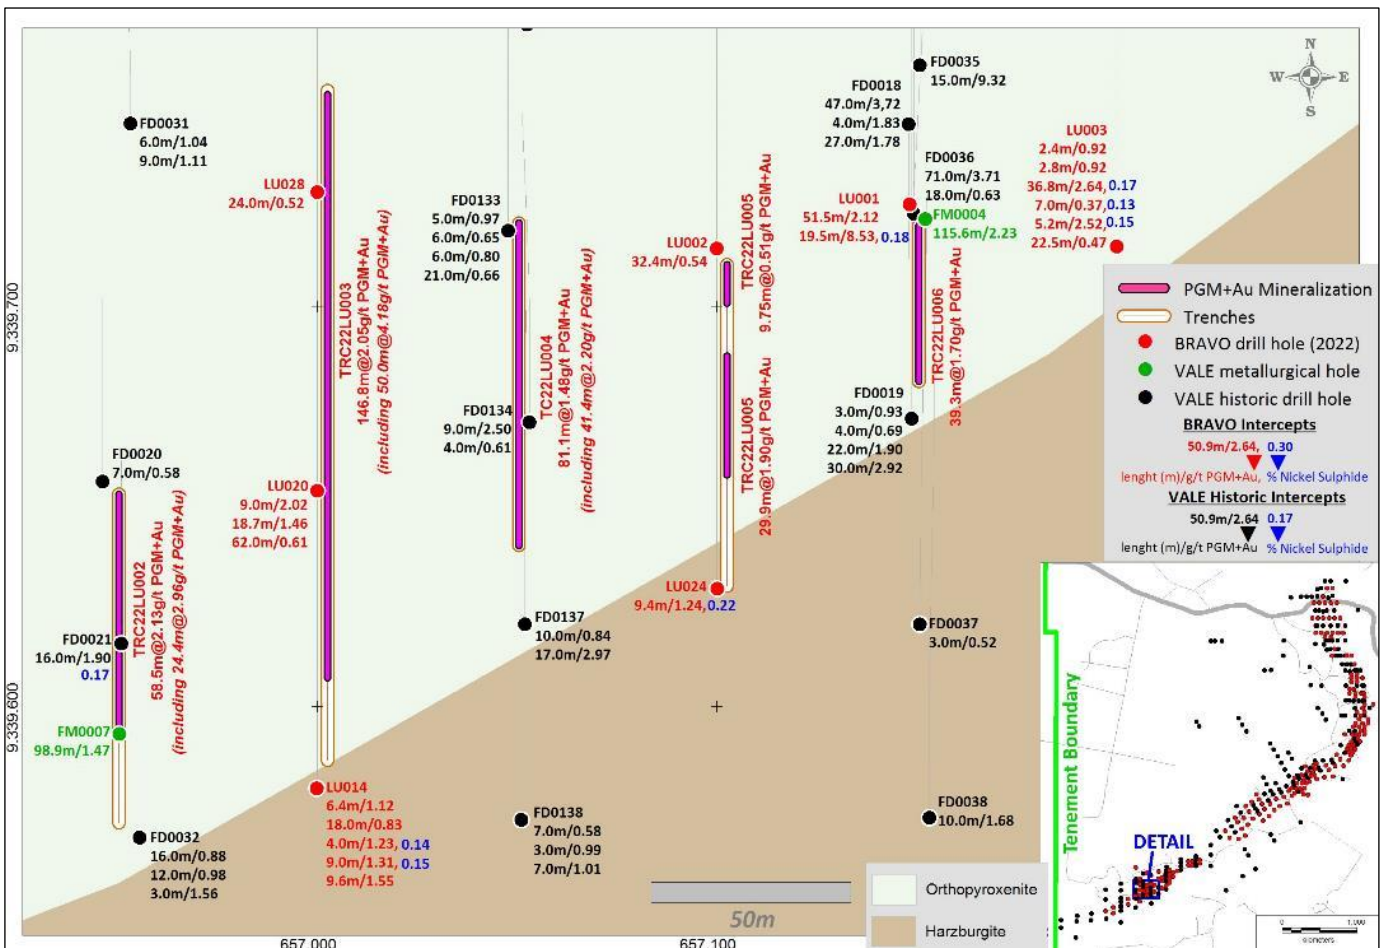 N
W E
S
FD0035
15.0m/9.32
FD0018
47.0m/3,72
4.0m/1.83
27.0m/1.78
FD0031
6.0m/1.04
9.0m/1.11
LU003
2.4m/0.92
2.8m/0.92
36.8m/2.64, 0.17
7.0m/0.37, 0.13
5.2m/2.52, 0.15
22.5m/0.47
FD0036
71.0m/3.71
18.0m/0.63
LU028
24.0m/0.52
FD0133
5.0m/0.97
6.0m/0.65
6.0m/0.80
21.0m/0.66
LU001
51.5m/2.12
19.5m/8.53, 0.18
FM0004
115.6m/2.23
LU002
32.4m/0.54
TRC22LU005
9.75m@0.51g/t PGM+Au
TRC22LU003
146.8m@2.05g/t PGM+Au
(including 50.0m@4.18g/t PGM+Au)
TC22LU004
81.1m@1.48g/t PGM+Au
(including 41.4m@2.20g/t PGM+Au)
TRC22LU006
39.3m@1.70g/t PGM+Au
9.339.700
PGM+Au Mineralization
Trenches
BRAVO drill hole (2022)
VALE metallurgical hole
VALE historic drill hole
BRAVO Intercepts
50.9m/2.64, 0.30
lenght (m)/g/t PGM+Au, % Nickel Sulphide
VALE Historic Intercepts
50.9m/2.64 0.17
lenght (m)/g/t PGM+Au % Nickel Sulphide
FD0134
9.0m/2.50
4.0m/0.61
FD0019
3.0m/0.93
4.0m/0.69
22.0m/1.90
30.0m/2.92
TRC22LU005
29.9m@1.90g/t PGM+Au
FD0020
7.0m/0.58
LU020
9.0m/2.02
18.7m/1.46
62.0m/0.61
TRC22LU002
58.5m@2.13g/t PGM+Au
(including 24.4m@2.96g/t PGM+Au)
LU024
9.4m/1.24, 0.22
FD0021
16.0m/1.90
0.17
FD0137
10.0m/0.84
17.0m/2.97
FD0037
3.0m/0.52
9.339.600
FM0007
98.9m/1.47
LU014
6.4m/1.12
18.0m/0.83
4.0m/1.23, 0.14
9.0m/1.31, 0.15
9.6m/1.55
FD0138
7.0m/0.58
3.0m/0.99
7.0m/1.01
FD0038
10.0m/1.68
FD0032
16.0m/0.88
12.0m/0.98
3.0m/1.56
Tenement Boundary
DETAIL
0 1,000
Orthopyroxenite
Harzburgite
50m
657.000
657.100